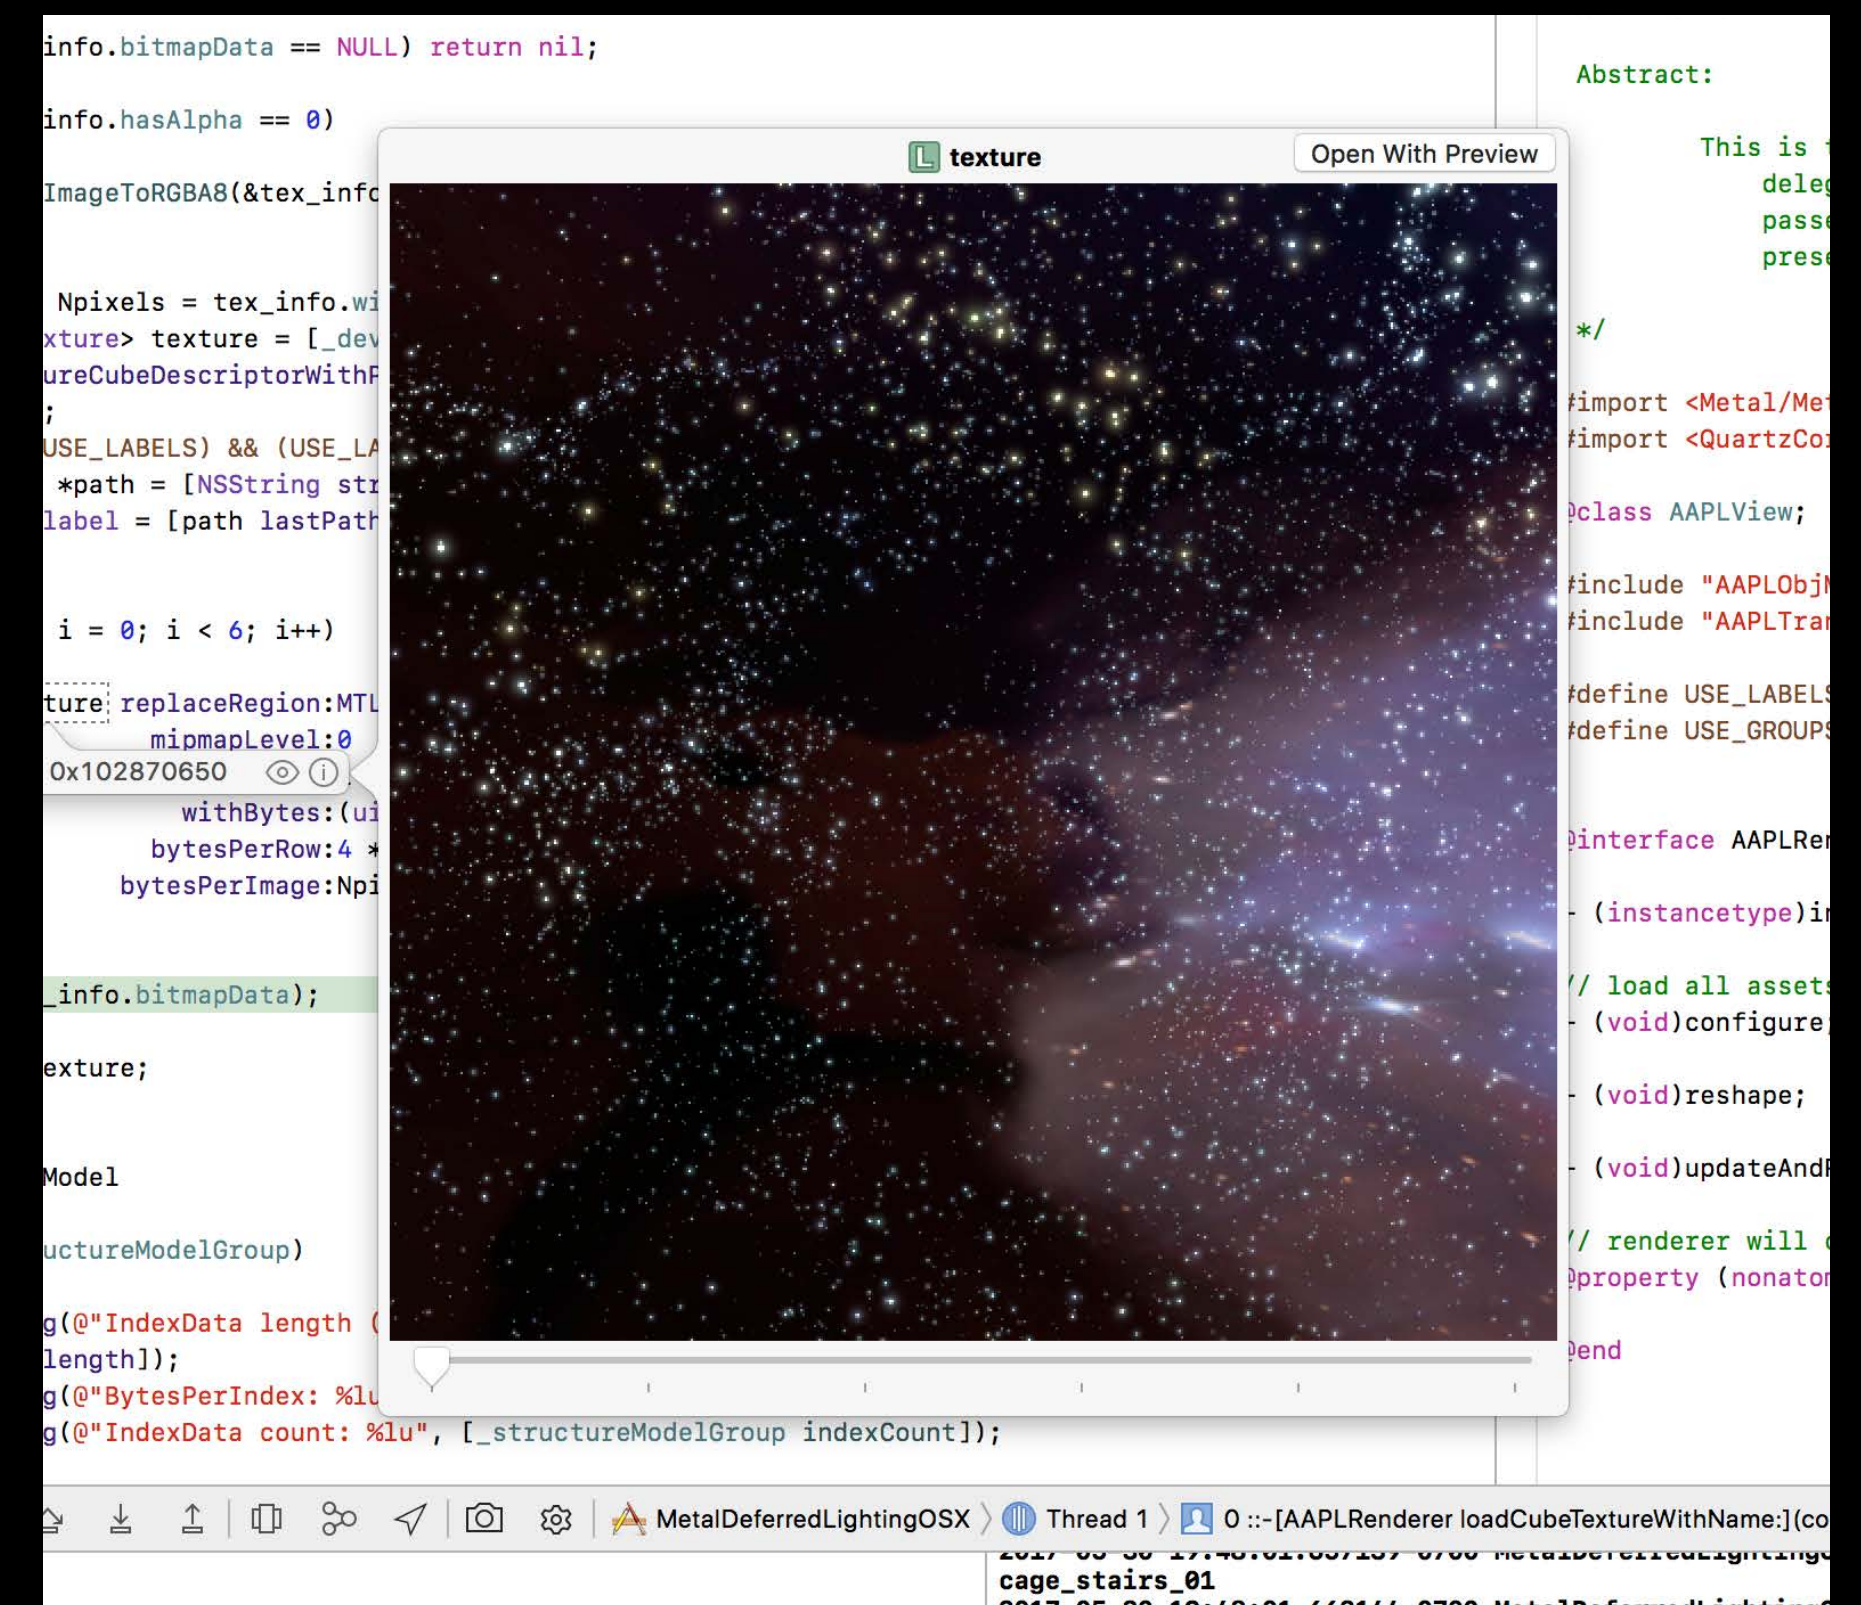 info.bitmapData == NULL) return nil;
info.hasAlpha == 0)
ImageToRGBA8(&tex_info
Npixels = tex_info.wi
xture> texture = [_dev
ureCubeDescriptorWithP
;
USE_LABELS) && (USE_LA
*path = [NSString str
label = [path lastPath
i = 0; i < 6; i++)
ture replaceRegion:MTL
mipmapLevel:0
0x102870650
withBytes:(ui
bytesPerRow:4 *
bytesPerImage:Npi
_info.bitmapData);
exture;
Model
uctureModelGroup)
g(@"IndexData length (
length]);
g(@"BytesPerIndex: %lu
g(@"IndexData count: %lu", [_structureModelGroup indexCount]);
L texture
Open With Preview
Abstract:
This is
deleg
passe
prese
*/
#import <Metal/Met
#import <QuartzCor
@class AAPLView;
#include "AAPLObjM
#include "AAPLTran
#define USE_LABELS
#define USE_GROUPS
@interface AAPLRen
- (instancetype)in
// load all assets
- (void)configure;
- (void)reshape;
- (void)updateAndR
// renderer will
@property (nonatom
@end
MetalDeferredLightingOSX
Thread 1
0 ::-[AAPLRenderer loadCubeTextureWithName:](co
cage_stairs_01